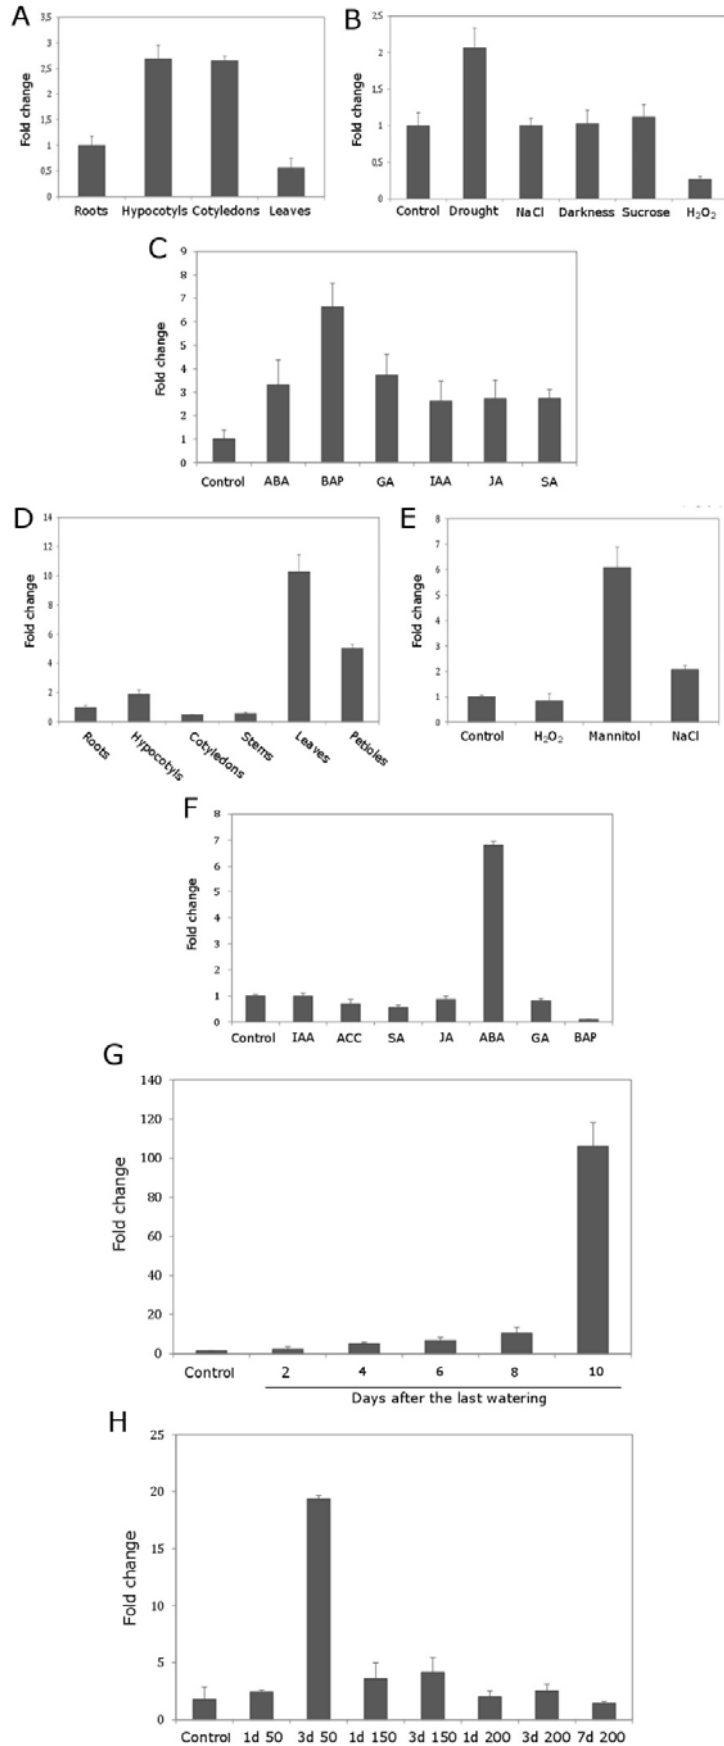 A
Fold change
3,5
3
2,5
2
1,5
1
0,5
0
Roots Hypocotyls Cotyledons Leaves
B
Fold change
2,5
2
1,5
1
0,5
0
Control Drought NaCl Darkness Sucrose H₂O₂
C
Fold change
9
8
7
6
5
4
3
2
1
0
Control ABA BAP GA IAA JA SA
D
Fold change
14
12
10
8
6
4
2
0
Roots Hypocotyls Cotyledons Stems Leaves Petioles
E
Fold change
8
7
6
5
4
3
2
1
0
Control H₂O₂ Mannitol NaCl
F
Fold change
8
7
6
5
4
3
2
1
0
Control IAA ACC SA JA ABA GA BAP
G
Fold change
140
120
100
80
60
40
20
0
Control 2 4 6 8 10
Days after the last watering
H
Fold change
25
20
15
10
5
0
Control 1d 50 3d 50 1d 150 3d 150 1d 200 3d 200 7d 200